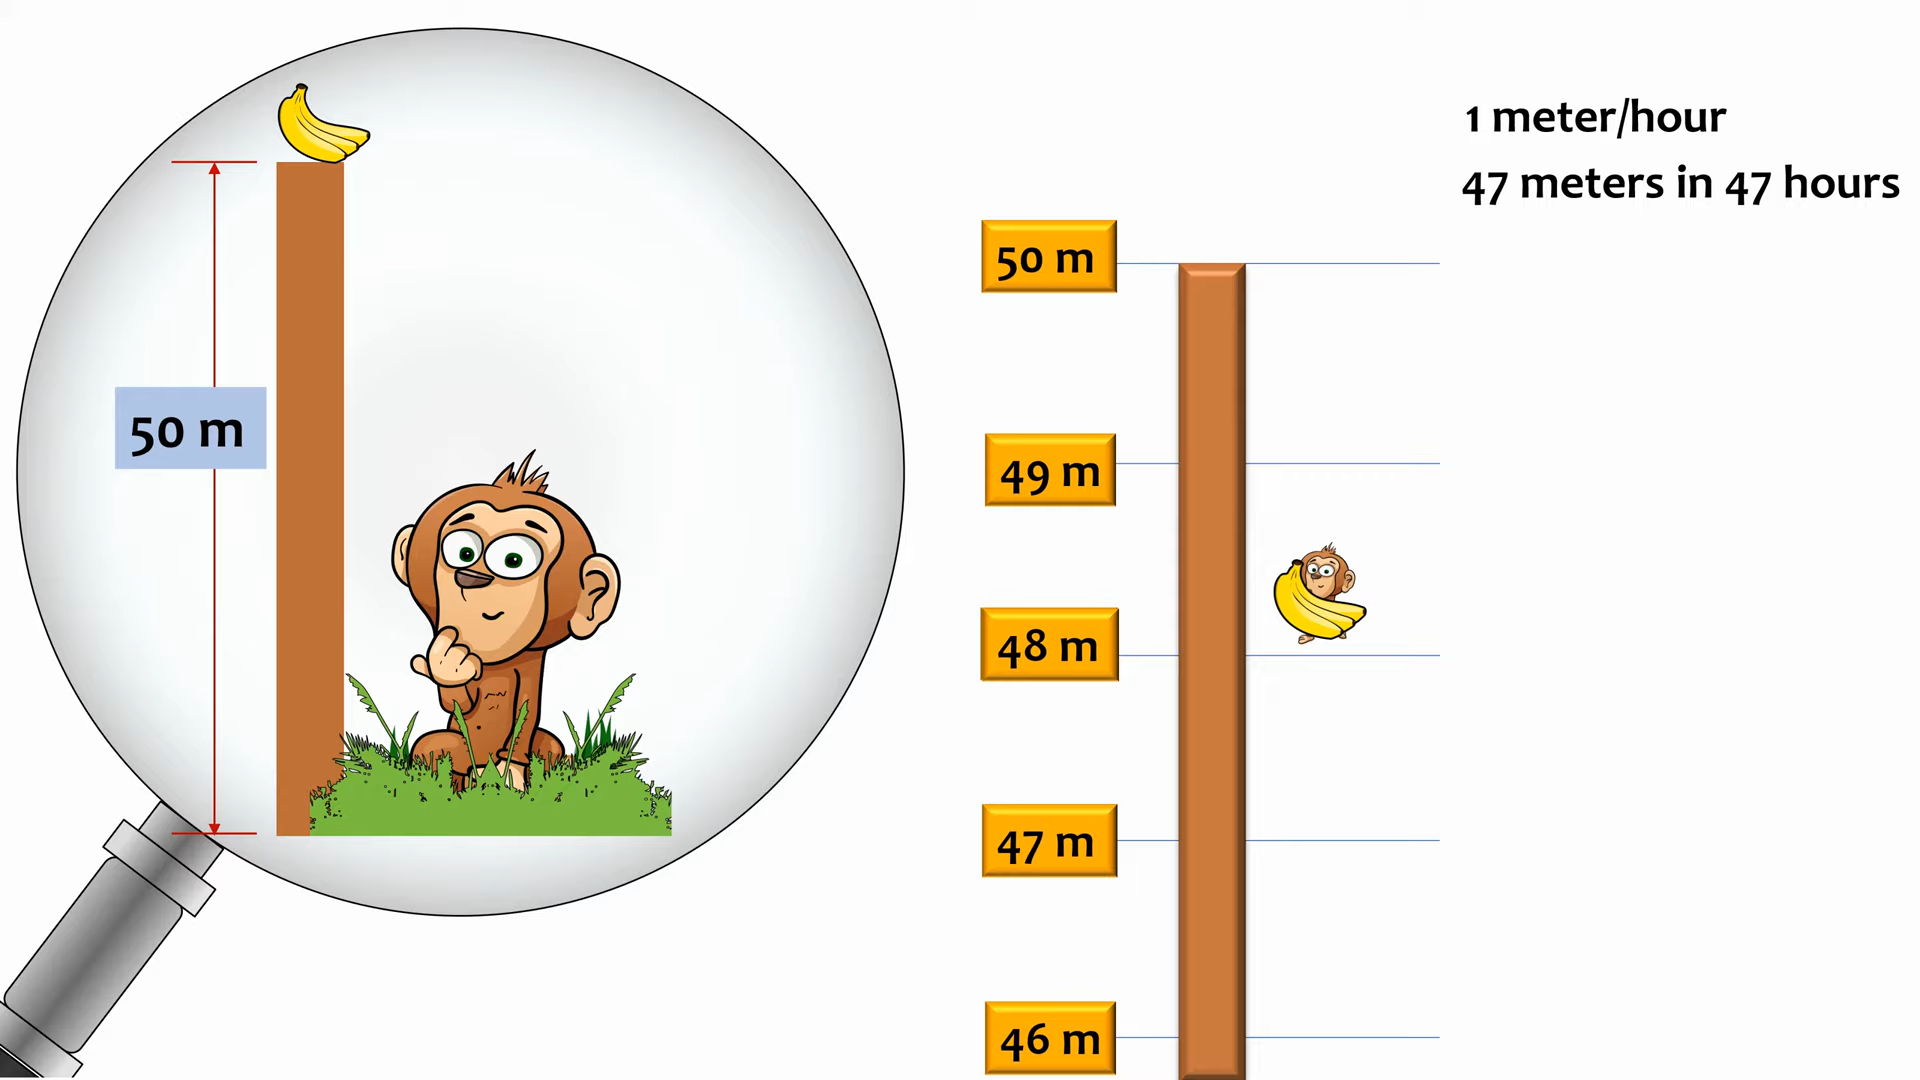 50 m
1 meter/hour
47 meters in 47 hours
50 m
49 m
48 m
47 m
46 m